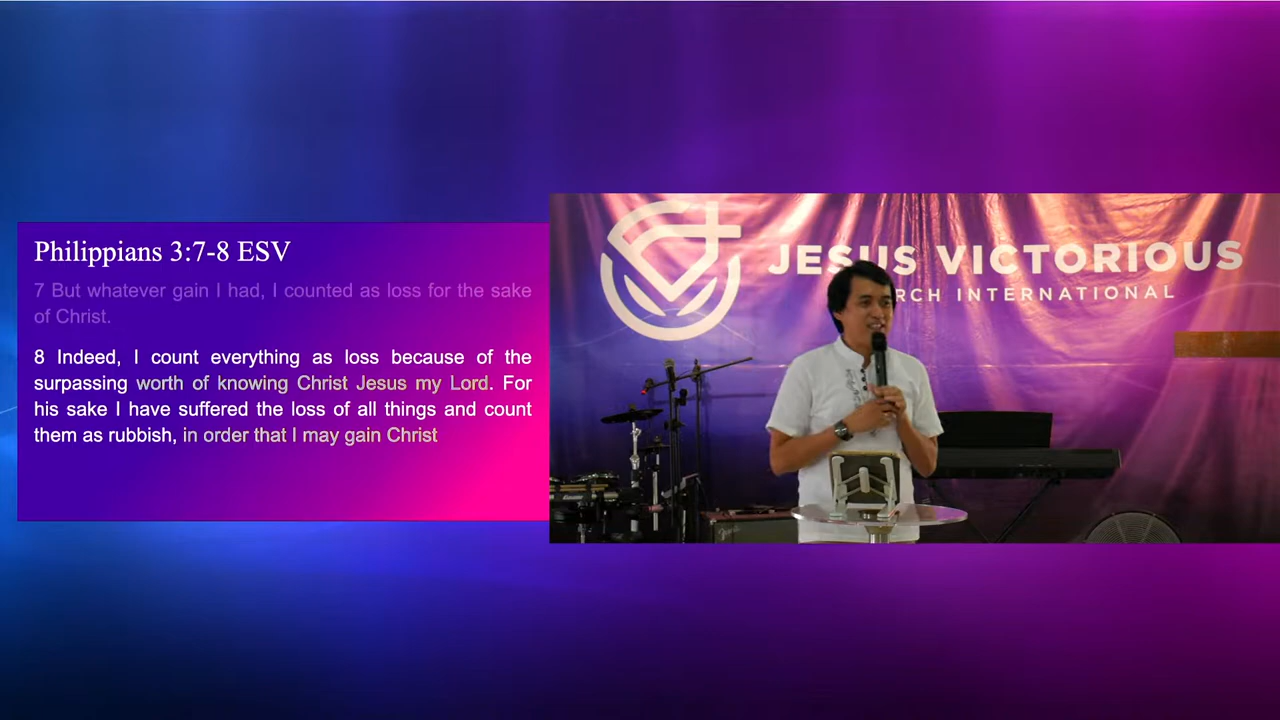 Philippians 3:7-8 ESV
7 But whatever gain I had, I counted as loss for the sake
of Christ.
8 Indeed, I count everything as loss because of the
surpassing worth of knowing Christ Jesus my Lord. For
his sake I have suffered the loss of all things and count
them as rubbish, in order that I may gain Christ
JESUS VICTORIOUS
RCH INTERNATIONAL